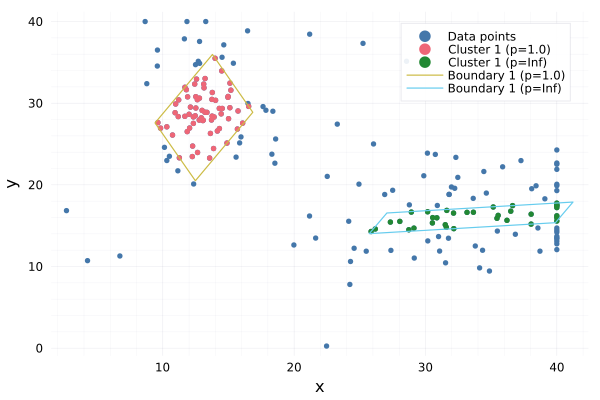 40
30
20
10
0
y
Data points
Cluster 1 (p=1.0)
Cluster 1 (p=Inf)
Boundary 1 (p=1.0)
Boundary 1 (p=Inf)
10
20
30
40
x